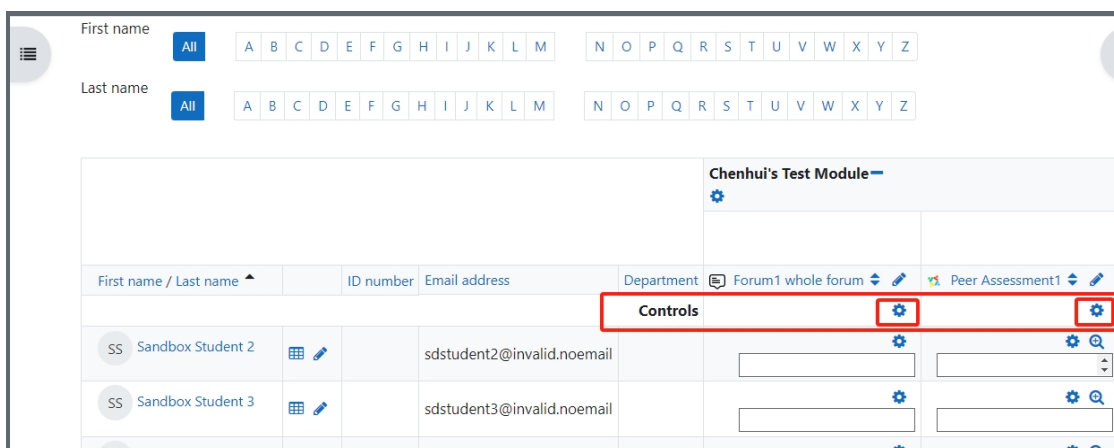 First name
All A B C D E F G H I J K L M N O P Q R S T U V W X Y Z
Last name
All A B C D E F G H I J K L M N O P Q R S T U V W X Y Z
Chenhui's Test Module
First name / Last name ID number Email address Department Forum1 whole forum Peer Assessment1
Controls
SS Sandbox Student 2 sdstudent2@invalid.noemail
SS Sandbox Student 3 sdstudent3@invalid.noemail